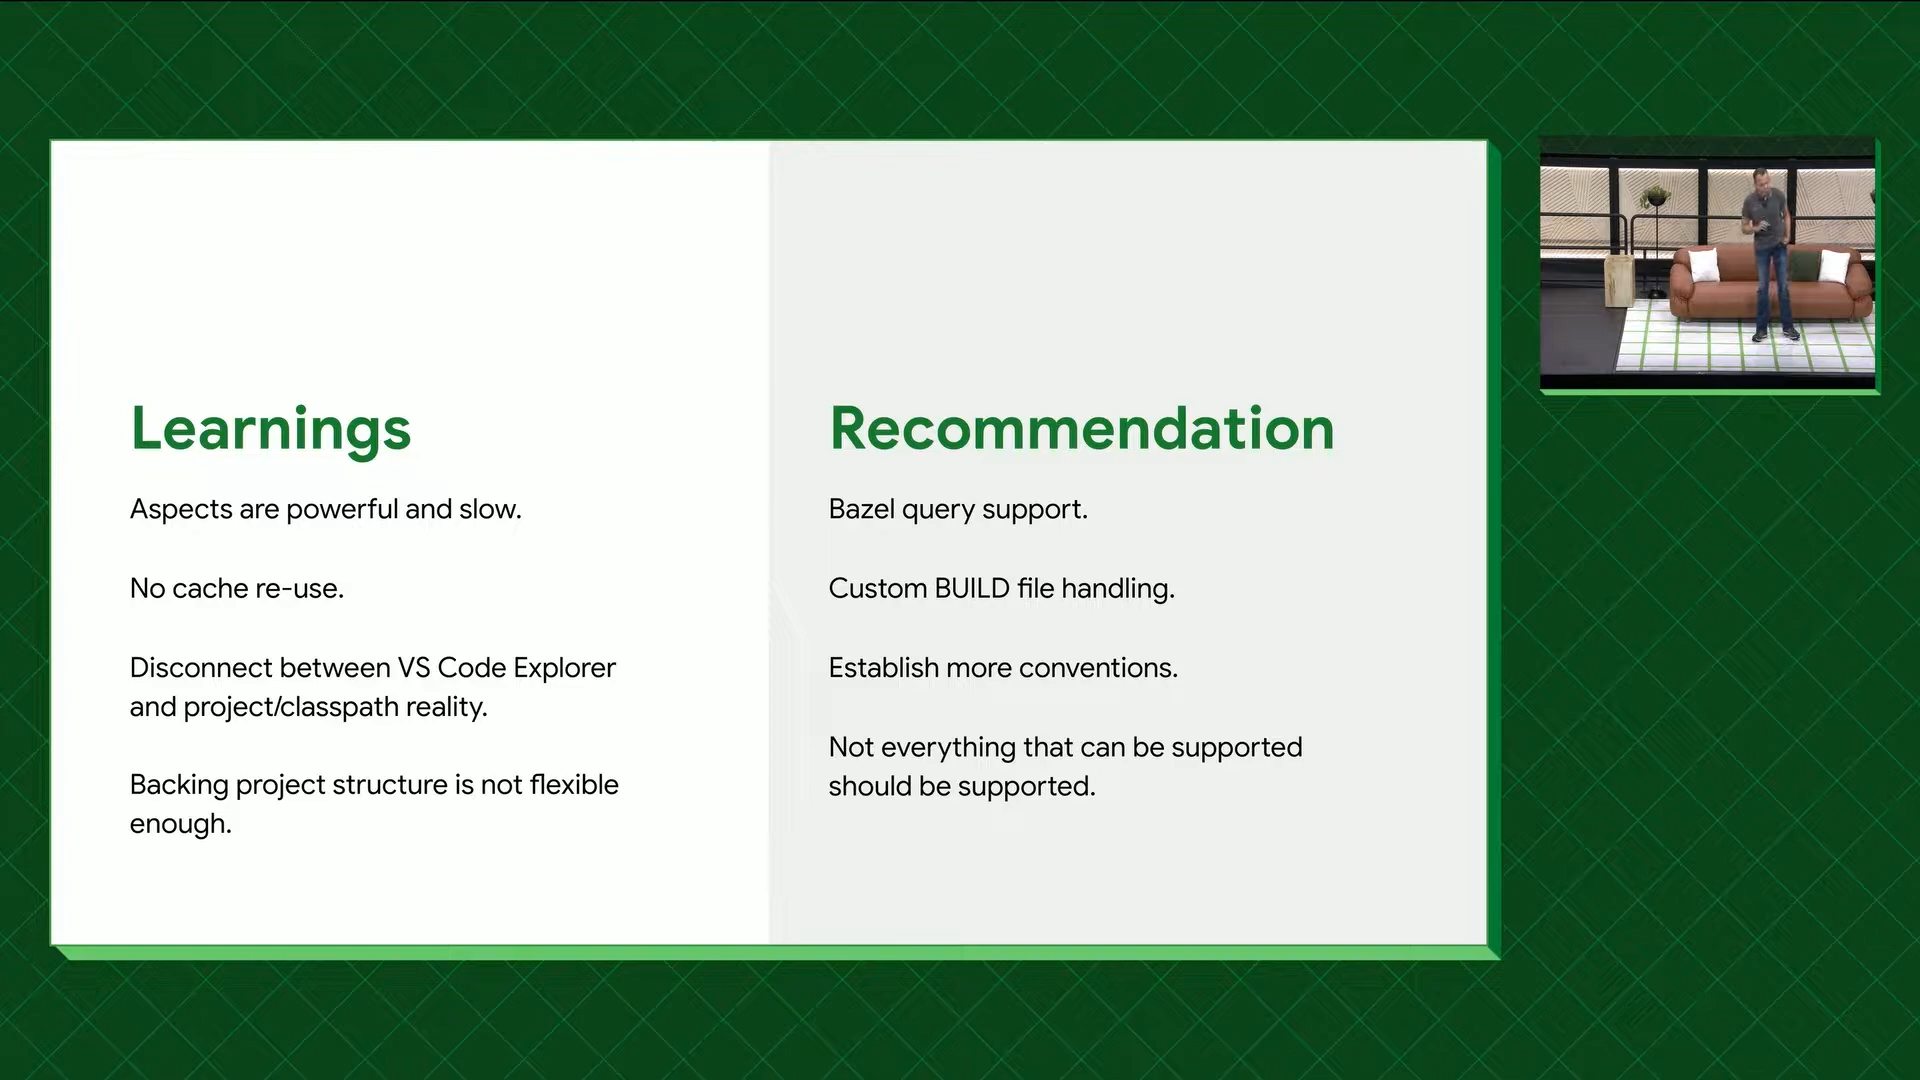 Learnings
Aspects are powerful and slow.
No cache re-use.
Disconnect between VS Code Explorer
and project/classpath reality.
Backing project structure is not flexible
enough.
Recommendation
Bazel query support.
Custom BUILD file handling.
Establish more conventions.
Not everything that can be supported
should be supported.